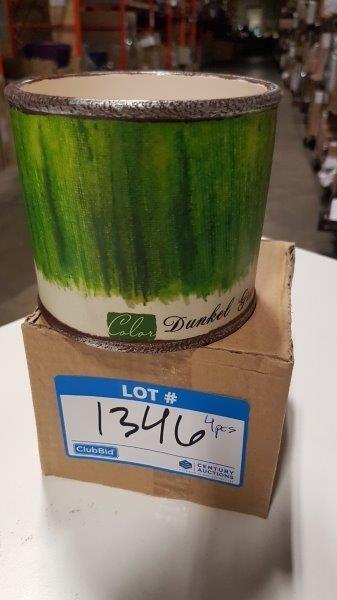 Color Dunkel
LOT #
1346 4pcs
ClubBid
CENTURY
AUCTIONS